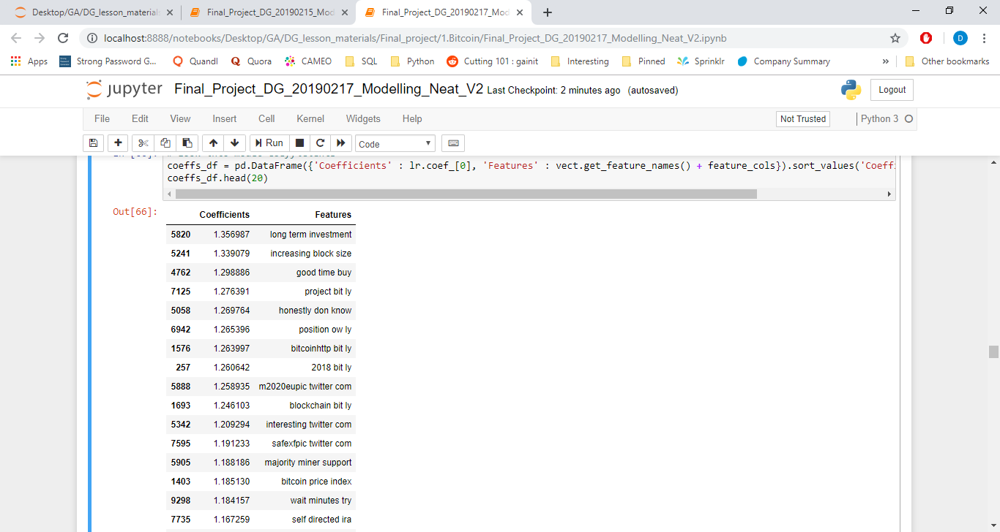 Desktop/GA/DG_lesson_materials
Final_Project_DG_20190215_Mod
Final_Project_DG_20190217_Mod
localhost:8888/notebooks/Desktop/GA/DG_lesson_materials/Final_project/1.Bitcoin/Final_Project_DG_20190217_Modelling_Neat_V2.ipynb
D
Apps Strong Password G... Quandl Quora CAMEO SQL Python Cutting 101 : gainit Interesting Pinned Sprinklr Company Summary » Other bookmarks
jupyter Final_Project_DG_20190217_Modelling_Neat_V2 Last Checkpoint: 2 minutes ago (autosaved) Logout
File Edit View Insert Cell Kernel Widgets Help Not Trusted Python 3
Run Code
coeffs_df = pd.DataFrame({'Coefficients' : lr.coef_[0], 'Features' : vect.get_feature_names() + feature_cols}).sort_values('Coeffi
coeffs_df.head(20)
Out[66]:
Coefficients Features
5820 1.356987 long term investment
5241 1.339079 increasing block size
4762 1.298886 good time buy
7125 1.276391 project bit ly
5058 1.269764 honestly don know
6942 1.265396 position ow ly
1576 1.263997 bitcoinhttp bit ly
257 1.260642 2018 bit ly
5888 1.258935 m2020eupic twitter com
1693 1.246103 blockchain bit ly
5342 1.209294 interesting twitter com
7595 1.191233 safexfpic twitter com
5905 1.188186 majority miner support
1403 1.185130 bitcoin price index
9298 1.184157 wait minutes try
7735 1.167259 self directed ira